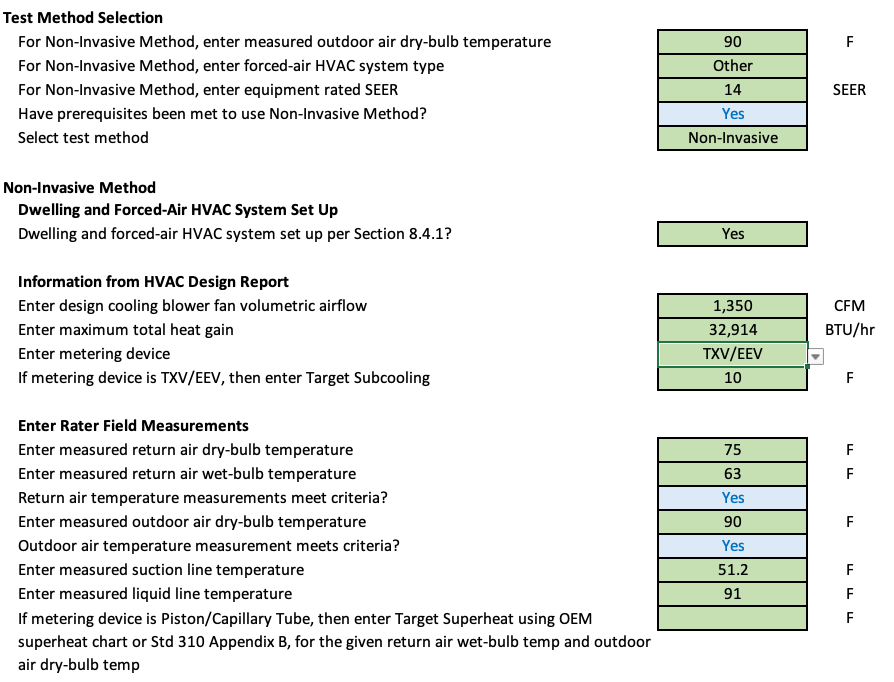 Test Method Selection
For Non-Invasive Method, enter measured outdoor air dry-bulb temperature 90 F
For Non-Invasive Method, enter forced-air HVAC system type Other
For Non-Invasive Method, enter equipment rated SEER 14 SEER
Have prerequisites been met to use Non-Invasive Method? Yes
Select test method Non-Invasive
Non-Invasive Method
Dwelling and Forced-Air HVAC System Set Up
Dwelling and forced-air HVAC system set up per Section 8.4.1? Yes
Information from HVAC Design Report
Enter design cooling blower fan volumetric airflow 1,350 CFM
Enter maximum total heat gain 32,914 BTU/hr
Enter metering device TXV/EEV
If metering device is TXV/EEV, then enter Target Subcooling 10 F
Enter Rater Field Measurements
Enter measured return air dry-bulb temperature 75 F
Enter measured return air wet-bulb temperature 63 F
Return air temperature measurements meet criteria? Yes
Enter measured outdoor air dry-bulb temperature 90 F
Outdoor air temperature measurement meets criteria? Yes
Enter measured suction line temperature 51.2 F
Enter measured liquid line temperature 91 F
If metering device is Piston/Capillary Tube, then enter Target Superheat using OEM F
superheat chart or Std 310 Appendix B, for the given return air wet-bulb temp and outdoor
air dry-bulb temp